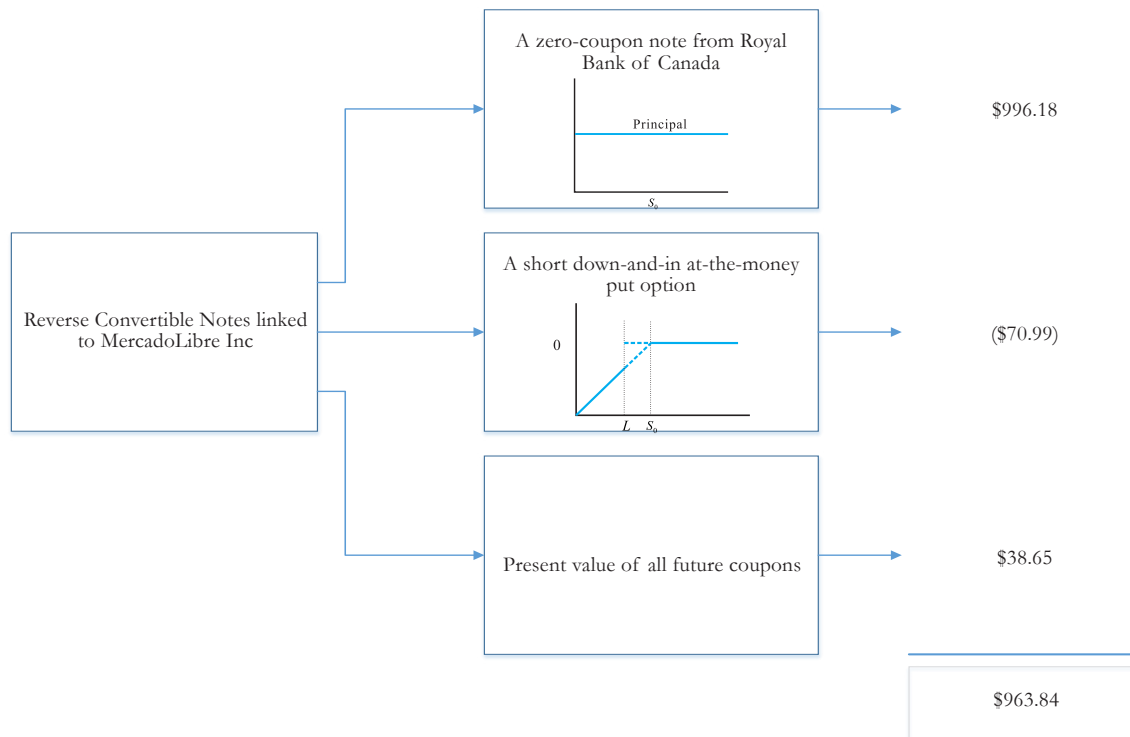 A zero-coupon note from Royal
Bank of Canada
Principal
S₀
$996.18
Reverse Convertible Notes linked
to MercadoLibre Inc
A short down-and-in at-the-money
put option
0
L S₀
($70.99)
Present value of all future coupons
$38.65
$963.84